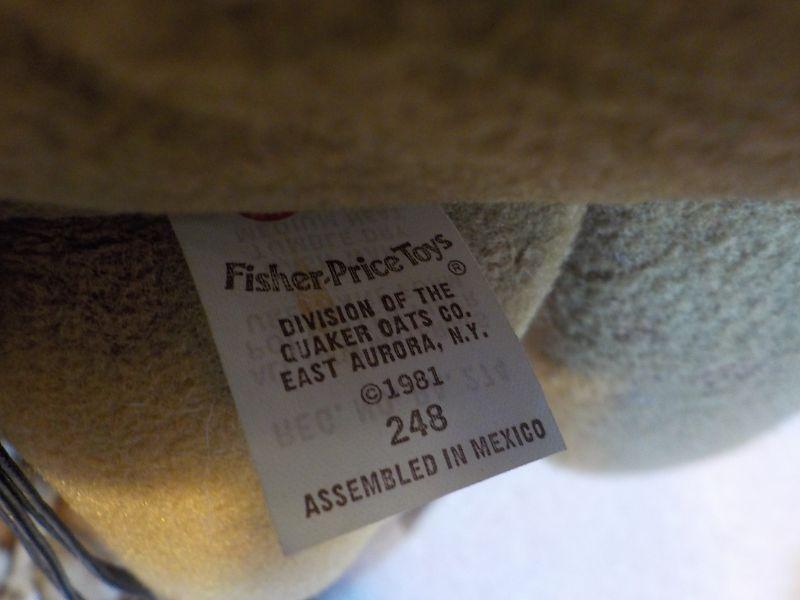 Fisher-Price Toys ®
DIVISION OF THE
QUAKER OATS CO.
EAST AURORA, N.Y.
©1981
248
ASSEMBLED IN MEXICO